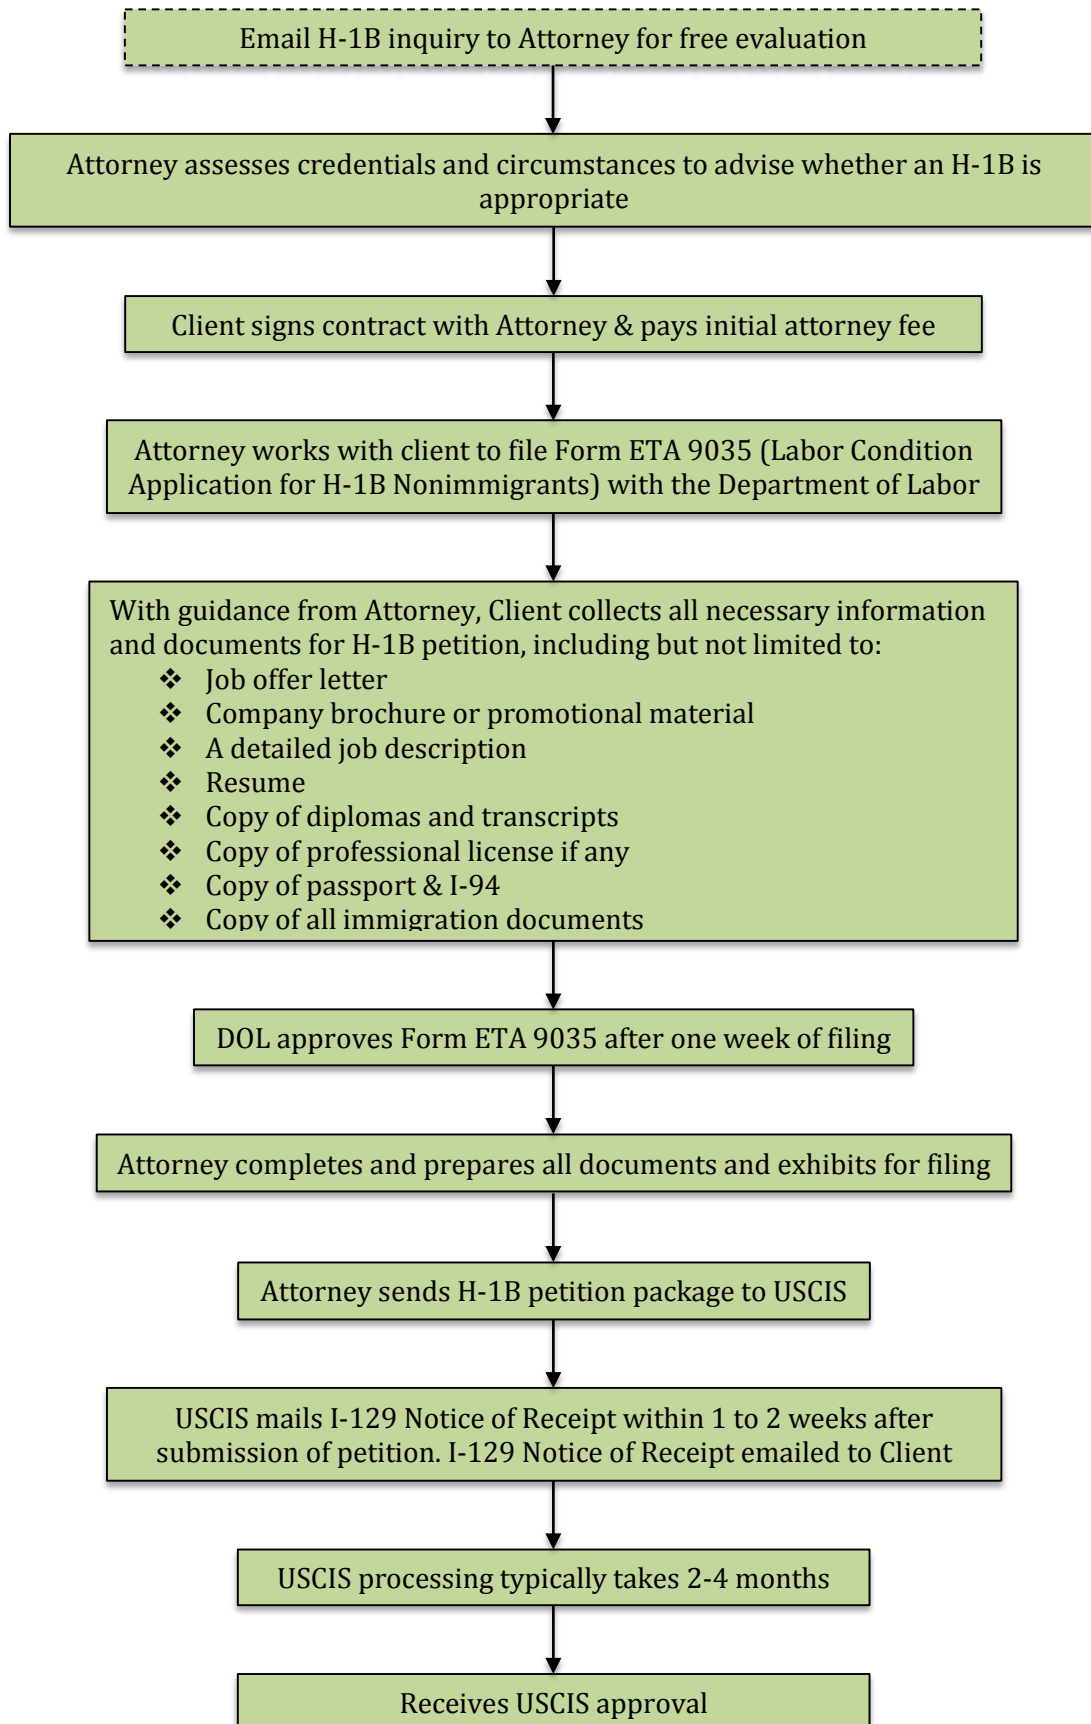 Email H-1B inquiry to Attorney for free evaluation
Attorney assesses credentials and circumstances to advise whether an H-1B is
appropriate
Client signs contract with Attorney & pays initial attorney fee
Attorney works with client to file Form ETA 9035 (Labor Condition
Application for H-1B Nonimmigrants) with the Department of Labor
With guidance from Attorney, Client collects all necessary information
and documents for H-1B petition, including but not limited to:
❖ Job offer letter
❖ Company brochure or promotional material
❖ A detailed job description
❖ Resume
❖ Copy of diplomas and transcripts
❖ Copy of professional license if any
❖ Copy of passport & I-94
❖ Copy of all immigration documents
DOL approves Form ETA 9035 after one week of filing
Attorney completes and prepares all documents and exhibits for filing
Attorney sends H-1B petition package to USCIS
USCIS mails I-129 Notice of Receipt within 1 to 2 weeks after
submission of petition. I-129 Notice of Receipt emailed to Client
USCIS processing typically takes 2-4 months
Receives USCIS approval